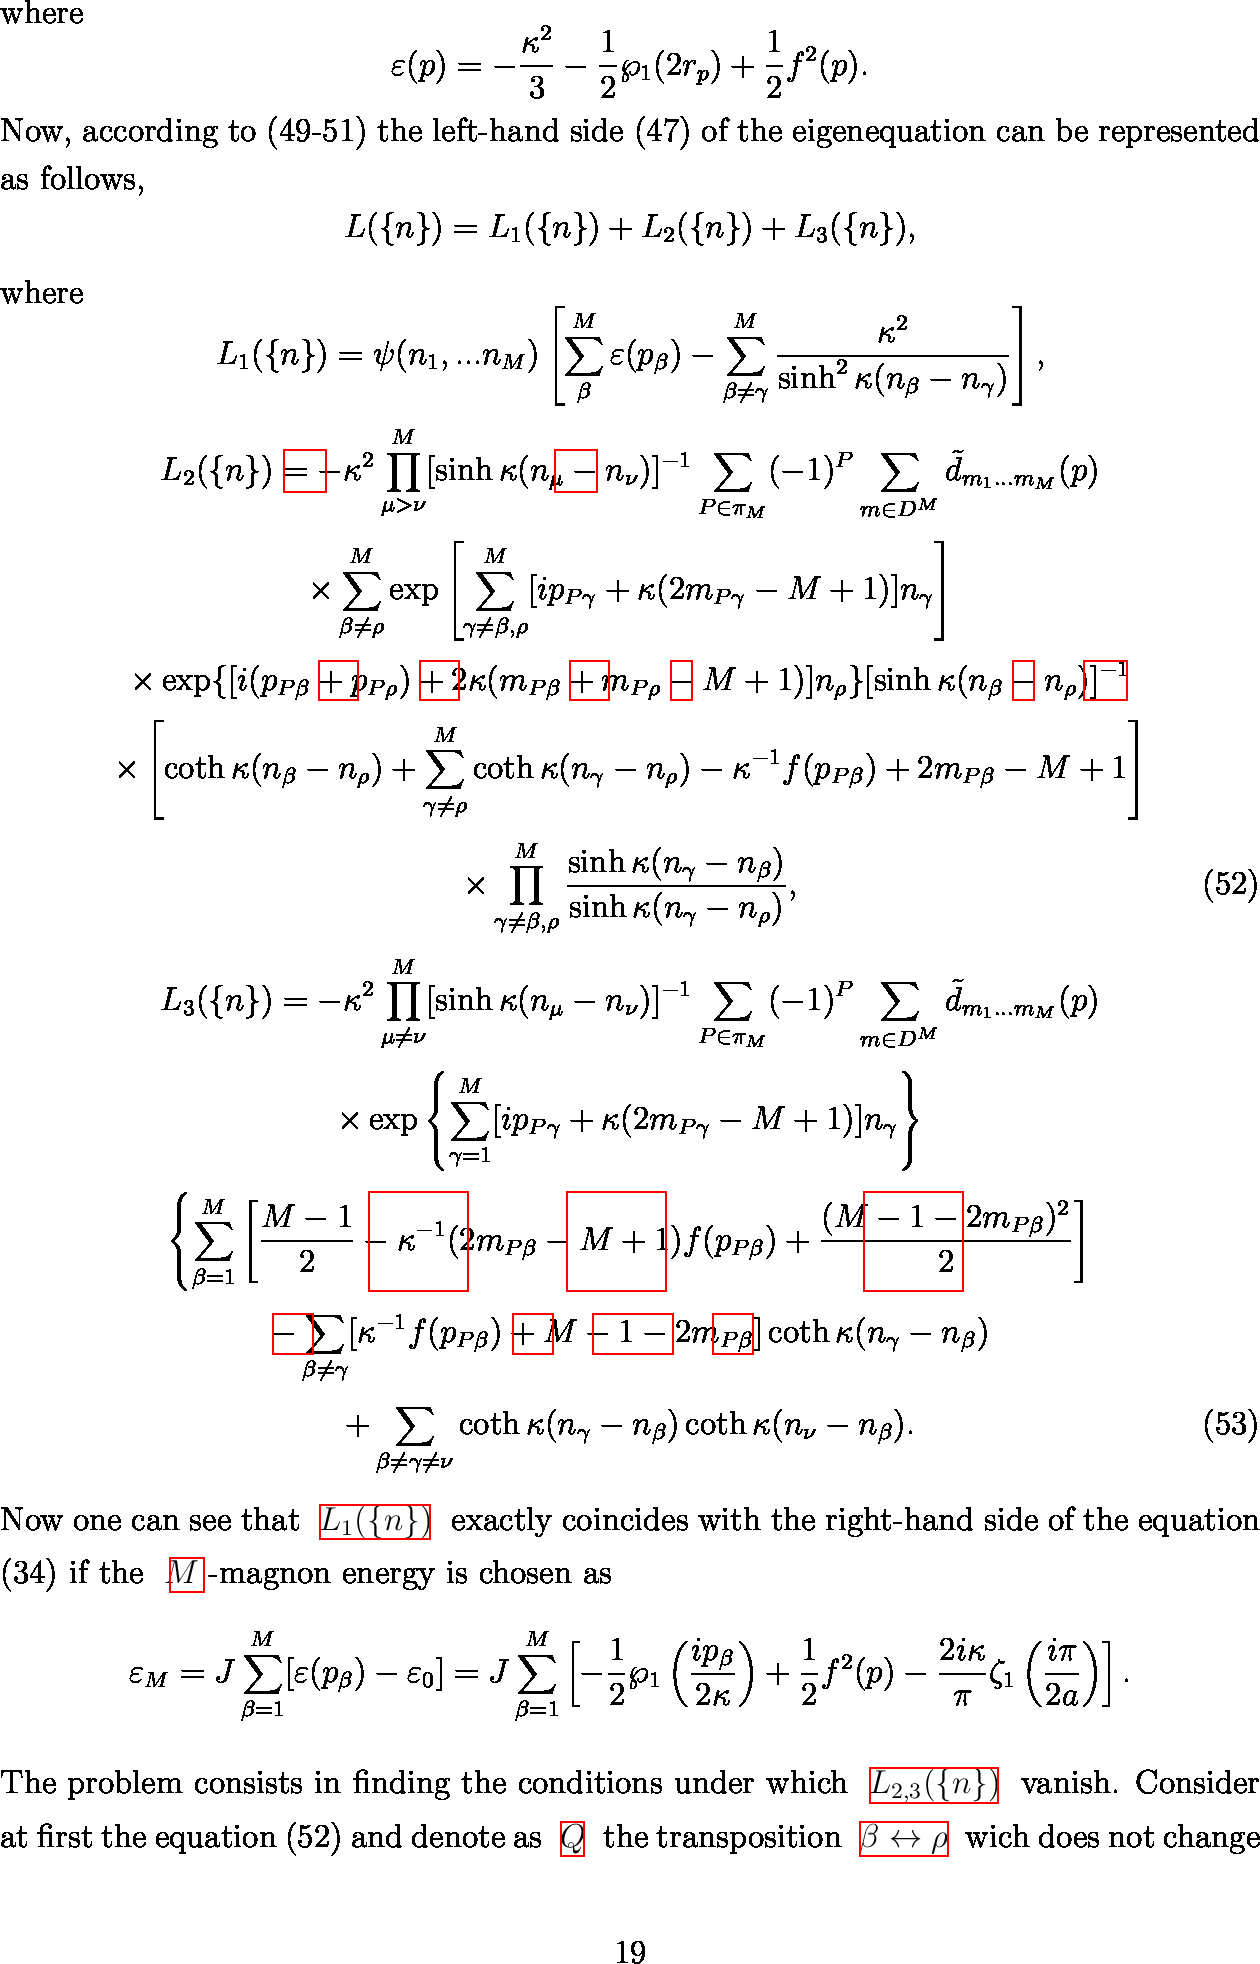 where
ε(p) = −κ²/3 − 1/2 ℘₁(2rₚ) + 1/2 f²(p).
Now, according to (49-51) the left-hand side (47) of the eigenequation can be represented
as follows,
L({n}) = L₁({n}) + L₂({n}) + L₃({n}),
where
L₁({n}) = ψ(n₁, ...n_M) [ ∑_{β}^{M} ε(p_β) − ∑_{β≠γ}^{M} κ² / sinh² κ(n_β − n_γ) ],
L₂({n}) = −κ² ∏_{μ>ν}^{M} [sinh κ(n_μ − n_ν)]⁻¹ ∑_{P∈π_M} (−1)^P ∑_{m∈D^M} d̃_{m₁...m_M}(p)
× ∑_{β≠ρ}^{M} exp [ ∑_{γ≠β,ρ}^{M} [ip_{Pγ} + κ(2m_{Pγ} − M + 1)]n_γ ]
× exp{[i(p_{Pβ} + p_{Pρ}) + 2κ(m_{Pβ} + m_{Pρ} − M + 1)]n_ρ}[sinh κ(n_β − n_ρ)]⁻¹
× [ coth κ(n_β − n_ρ) + ∑_{γ≠ρ}^{M} coth κ(n_γ − n_ρ) − κ⁻¹f(p_{Pβ}) + 2m_{Pβ} − M + 1 ]
× ∏_{γ≠β,ρ}^{M} sinh κ(n_γ − n_β) / sinh κ(n_γ − n_ρ), (52)
L₃({n}) = −κ² ∏_{μ≠ν}^{M} [sinh κ(n_μ − n_ν)]⁻¹ ∑_{P∈π_M} (−1)^P ∑_{m∈D^M} d̃_{m₁...m_M}(p)
× exp { ∑_{γ=1}^{M} [ip_{Pγ} + κ(2m_{Pγ} − M + 1)]n_γ }
{ ∑_{β=1}^{M} [ (M − 1)/2 − κ⁻¹(2m_{Pβ} − M + 1)f(p_{Pβ}) + (M − 1 − 2m_{Pβ})²/2 ]
− ∑_{β≠γ} [κ⁻¹f(p_{Pβ}) + M − 1 − 2m_{Pβ}] coth κ(n_γ − n_β)
+ ∑_{β≠γ≠ν} coth κ(n_γ − n_β) coth κ(n_ν − n_β). (53)
Now one can see that L₁({n}) exactly coincides with the right-hand side of the equation
(34) if the M-magnon energy is chosen as
ε_M = J ∑_{β=1}^{M} [ε(p_β) − ε₀] = J ∑_{β=1}^{M} [ −1/2 ℘₁(ip_β/2κ) + 1/2 f²(p) − 2iκ/π ζ₁(iπ/2a) ].
The problem consists in finding the conditions under which L_{2,3}({n}) vanish. Consider
at first the equation (52) and denote as Q the transposition β ↔ ρ wich does not change
19